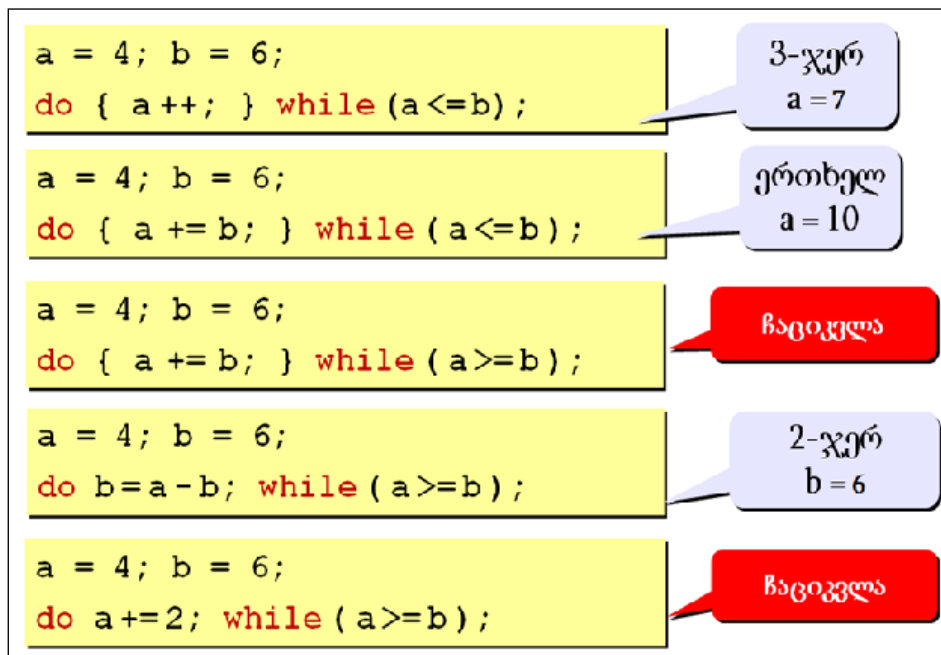 a = 4; b = 6;
do { a ++; } while (a <=b);
3-ჯერ
a = 7
a = 4; b = 6;
do { a += b; } while (a<=b);
ერთხელ
a = 10
a = 4; b = 6;
do { a += b; } while (a>=b);
ჩაციკვლა
a = 4; b = 6;
do b=a-b; while (a>=b);
2-ჯერ
b = 6
a = 4; b = 6;
do a+=2; while (a>=b);
ჩაციკვლა